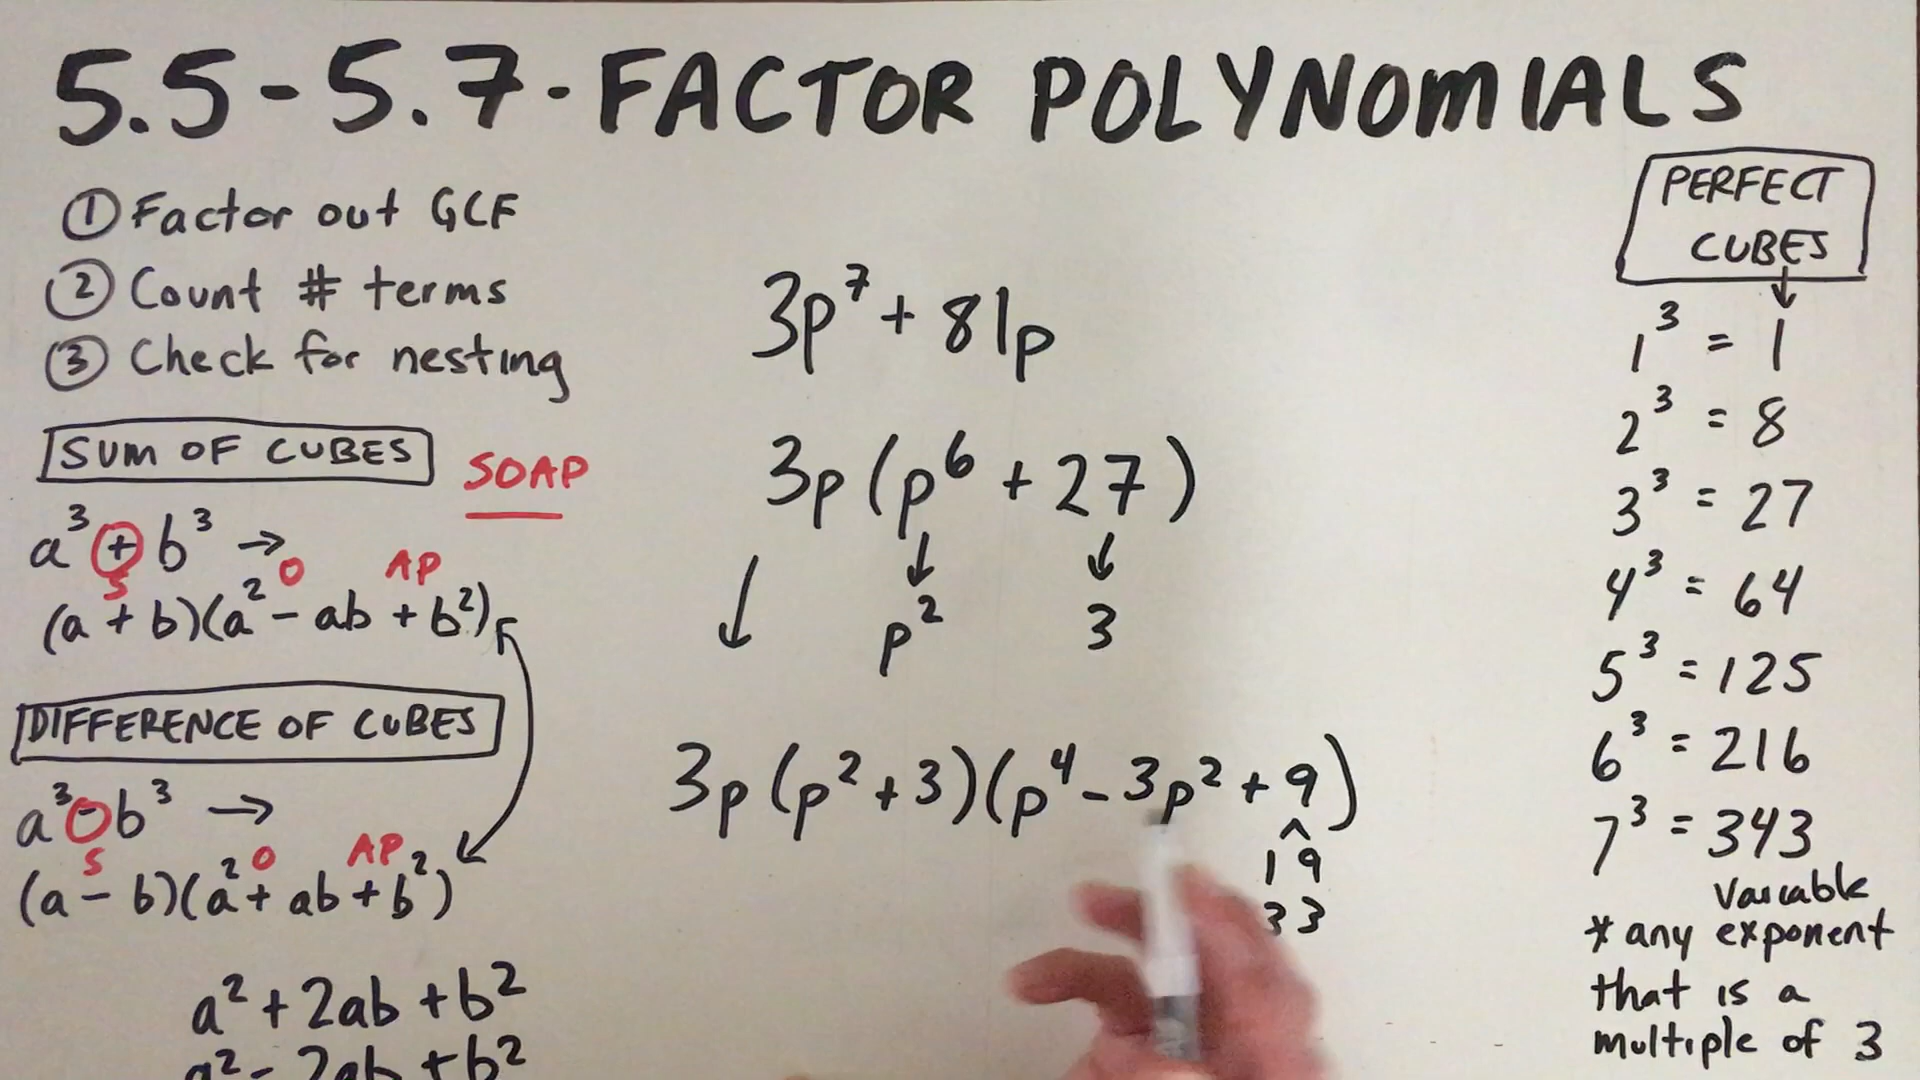 5.5-5.7-FACTOR POLYNOMIALS
① Factor out GCF
② Count # terms
③ Check for nesting
SUM OF CUBES
SOAP
a³ + b³ →
S O AP
(a + b)(a² - ab + b²)
DIFFERENCE OF CUBES
a³ - b³ →
S O AP
(a - b)(a² + ab + b²)
a² + 2ab + b²
a² - 2ab + b²
3p⁷ + 81p
3p(p⁶ + 27)
↓ ↓ ↓
p² 3
3p(p² + 3)(p⁴ - 3p² + 9)
^
1 9
3 3
PERFECT
CUBES
↓
1³ = 1
2³ = 8
3³ = 27
4³ = 64
5³ = 125
6³ = 216
7³ = 343
Variable
* any exponent
that is a
multiple of 3